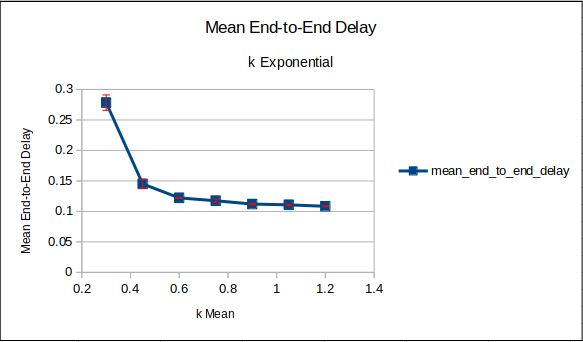 Mean End-to-End Delay
k Exponential
0.3
0.25
0.2
0.15
0.1
0.05
0
0.2 0.4 0.6 0.8 1 1.2 1.4
Mean End-to-End Delay
k Mean
mean_end_to_end_delay